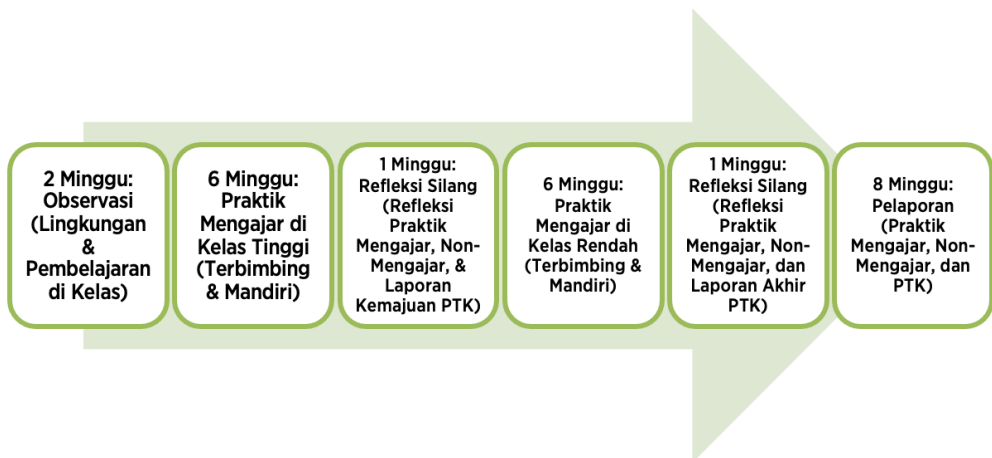 2 Minggu:
Observasi
(Lingkungan
&
Pembelajaran
di Kelas)
6 Minggu:
Praktik
Mengajar di
Kelas Tinggi
(Terbimbing
& Mandiri)
1 Minggu:
Refleksi Silang
(Refleksi
Praktik
Mengajar, Non-
Mengajar, &
Laporan
Kemajuan PTK)
6 Minggu:
Praktik
Mengajar di
Kelas Rendah
(Terbimbing &
Mandiri)
1 Minggu:
Refleksi Silang
(Refleksi
Praktik
Mengajar, Non-
Mengajar, dan
Laporan Akhir
PTK)
8 Minggu:
Pelaporan
(Praktik
Mengajar, Non-
Mengajar, dan
PTK)